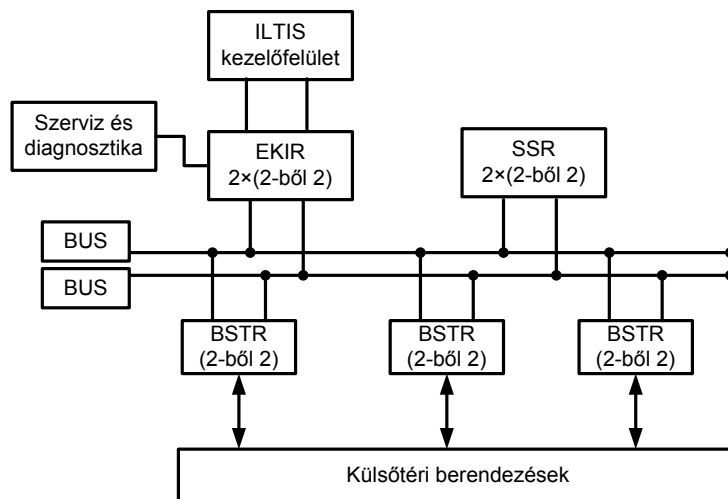 ILTIS
kezelőfelület
Szerviz és
diagnosztika
EKIR
2×(2-ből 2)
SSR
2×(2-ből 2)
BUS
BUS
BSTR
(2-ből 2)
BSTR
(2-ből 2)
BSTR
(2-ből 2)
Külsőtéri berendezések